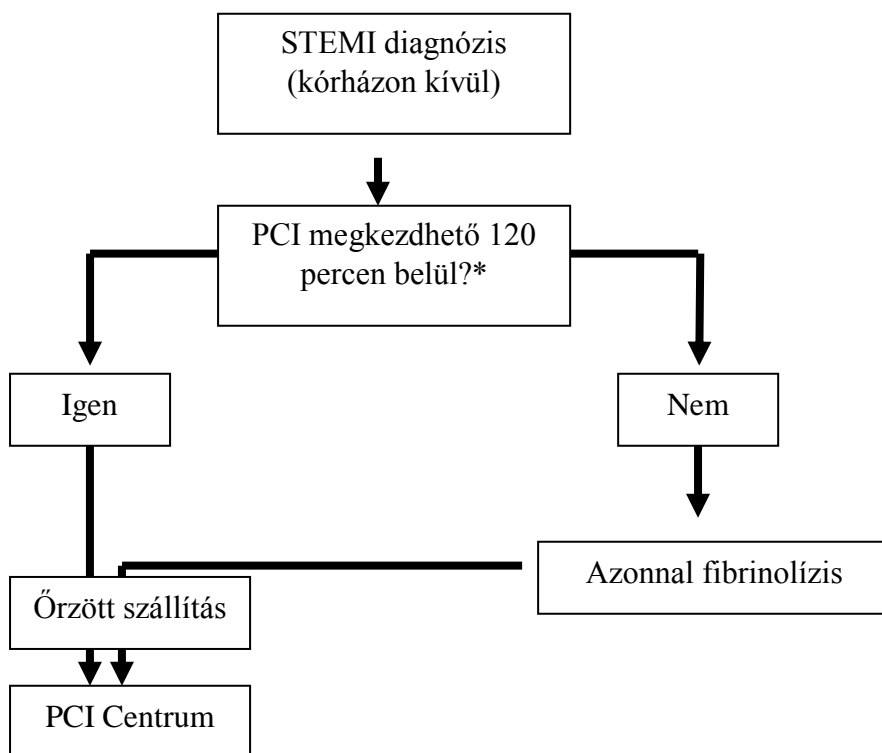 STEMI diagnózis
(kórházon kívül)
PCI megkezdhető 120
percen belül?*
Igen
Nem
Azonnal fibrinolízis
Őrzött szállítás
PCI Centrum